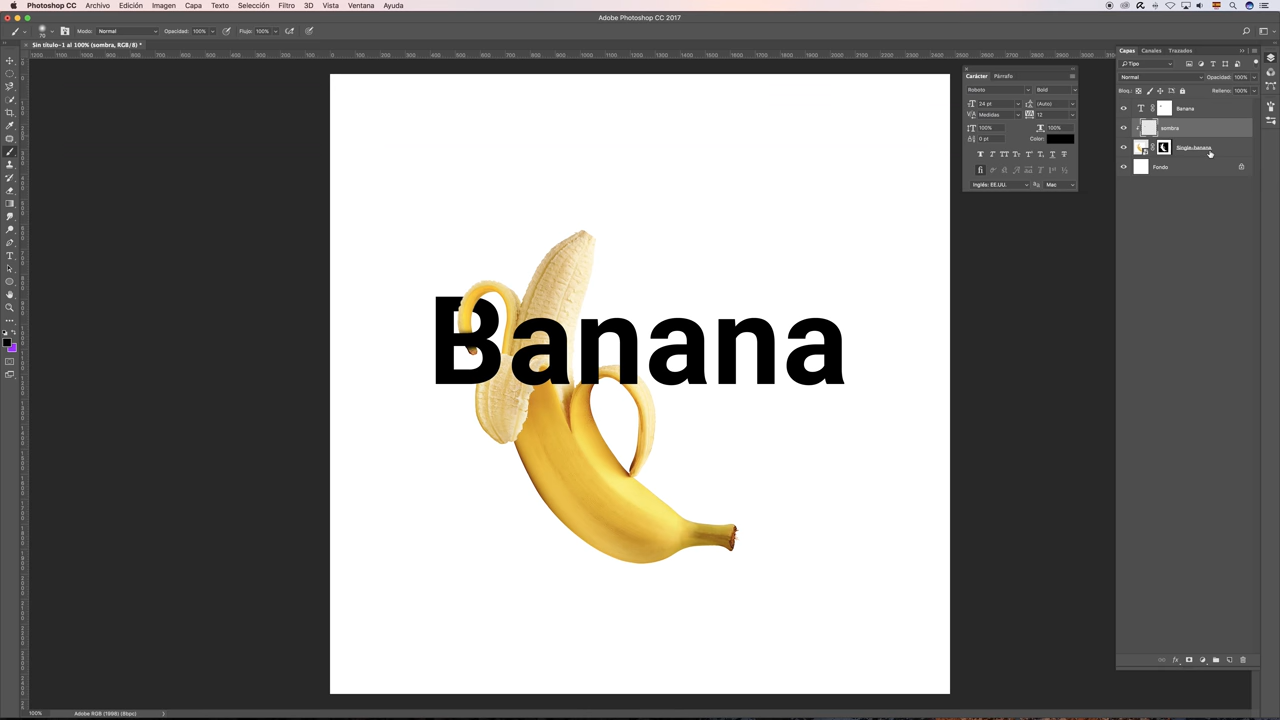 Photoshop CC Archivo Edición Imagen Capa Texto Selección Filtro 3D Vista Ventana Ayuda
Adobe Photoshop CC 2017
70 Modo: Normal Opacidad: 100% Flujo: 100%
Sin título-1 al 100% (sombra, RGB/8) *
Capas Canales Trazados
Tipo
Normal Opacidad: 100%
Bloq.: Relleno: 100%
Banana
sombra
Single-banana
Fondo
Carácter Párrafo
Roboto Bold
24 pt (Auto)
Medidas 12
100% 100%
0 pt Color:
Inglés: EE.UU. Mac
Banana
100% Adobe RGB (1998) (8bpc)